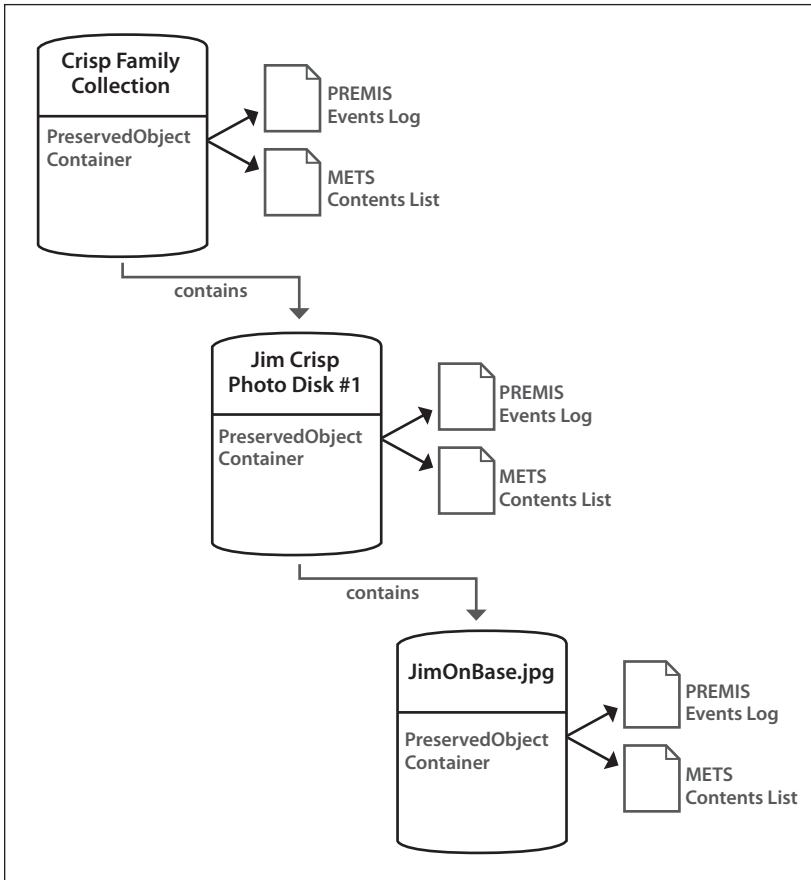 Crisp Family
Collection
PreservedObject
Container
PREMIS
Events Log
METS
Contents List
contains
Jim Crisp
Photo Disk #1
PreservedObject
Container
PREMIS
Events Log
METS
Contents List
contains
JimOnBase.jpg
PreservedObject
Container
PREMIS
Events Log
METS
Contents List